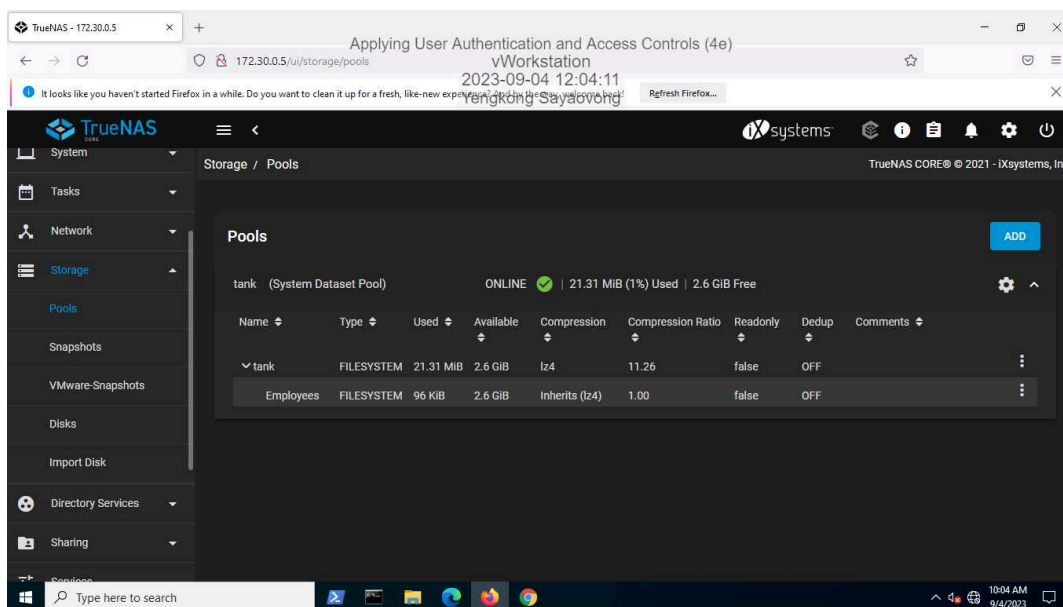 TrueNAS - 172.30.0.5
Applying User Authentication and Access Controls (4e)
172.30.0.5/ui/storage/pools
vWorkstation
2023-09-04 12:04:11
It looks like you haven't started Firefox in a while. Do you want to clean it up for a fresh, like-new experience? And by the way, welcome back!
Refresh Firefox...
Yengkong Sayaovong
TrueNAS
CORE
iXsystems
System
Storage / Pools
TrueNAS CORE® © 2021 - iXsystems, In
Tasks
Network
Storage
Pools
Snapshots
VMware-Snapshots
Disks
Import Disk
Directory Services
Sharing
Services
Pools
ADD
tank (System Dataset Pool) ONLINE | 21.31 MiB (1%) Used | 2.6 GiB Free
Name Type Used Available Compression Compression Ratio Readonly Dedup Comments
tank FILESYSTEM 21.31 MiB 2.6 GiB lz4 11.26 false OFF
Employees FILESYSTEM 96 KiB 2.6 GiB Inherits (lz4) 1.00 false OFF
Type here to search
10:04 AM
9/4/2023